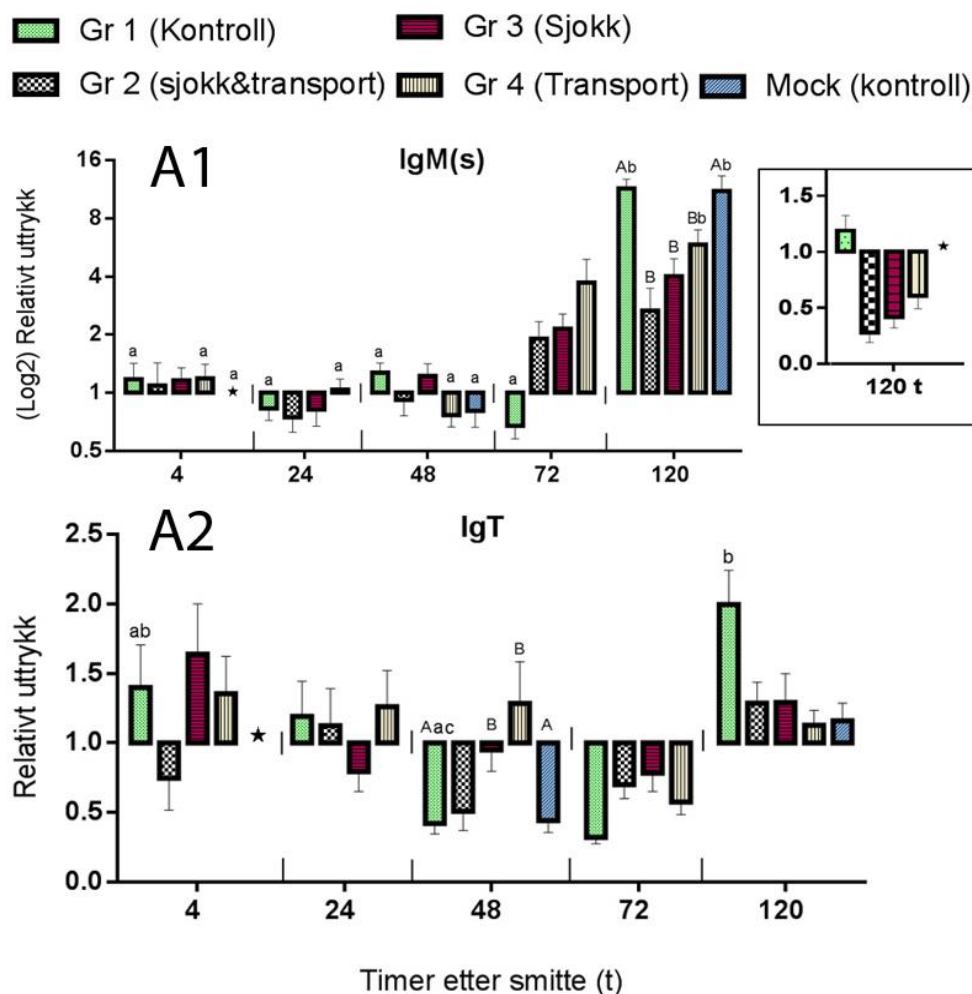 Gr 1 (Kontroll)
Gr 3 (Sjokk)
Gr 2 (sjokk&transport)
Gr 4 (Transport)
Mock (kontroll)
A1
IgM(s)
(Log2) Relativt uttrykk
16
8
4
2
1
0.5
a
a
a
a
a
a
a
a
a
a
Ab
B
B
Bb
Ab
4
24
48
72
120
1.5
1.0
0.5
0.0
120 t
A2
IgT
Relativt uttrykk
2.5
2.0
1.5
1.0
0.5
0.0
ab
Aac
B
B
A
b
4
24
48
72
120
Timer etter smitte (t)